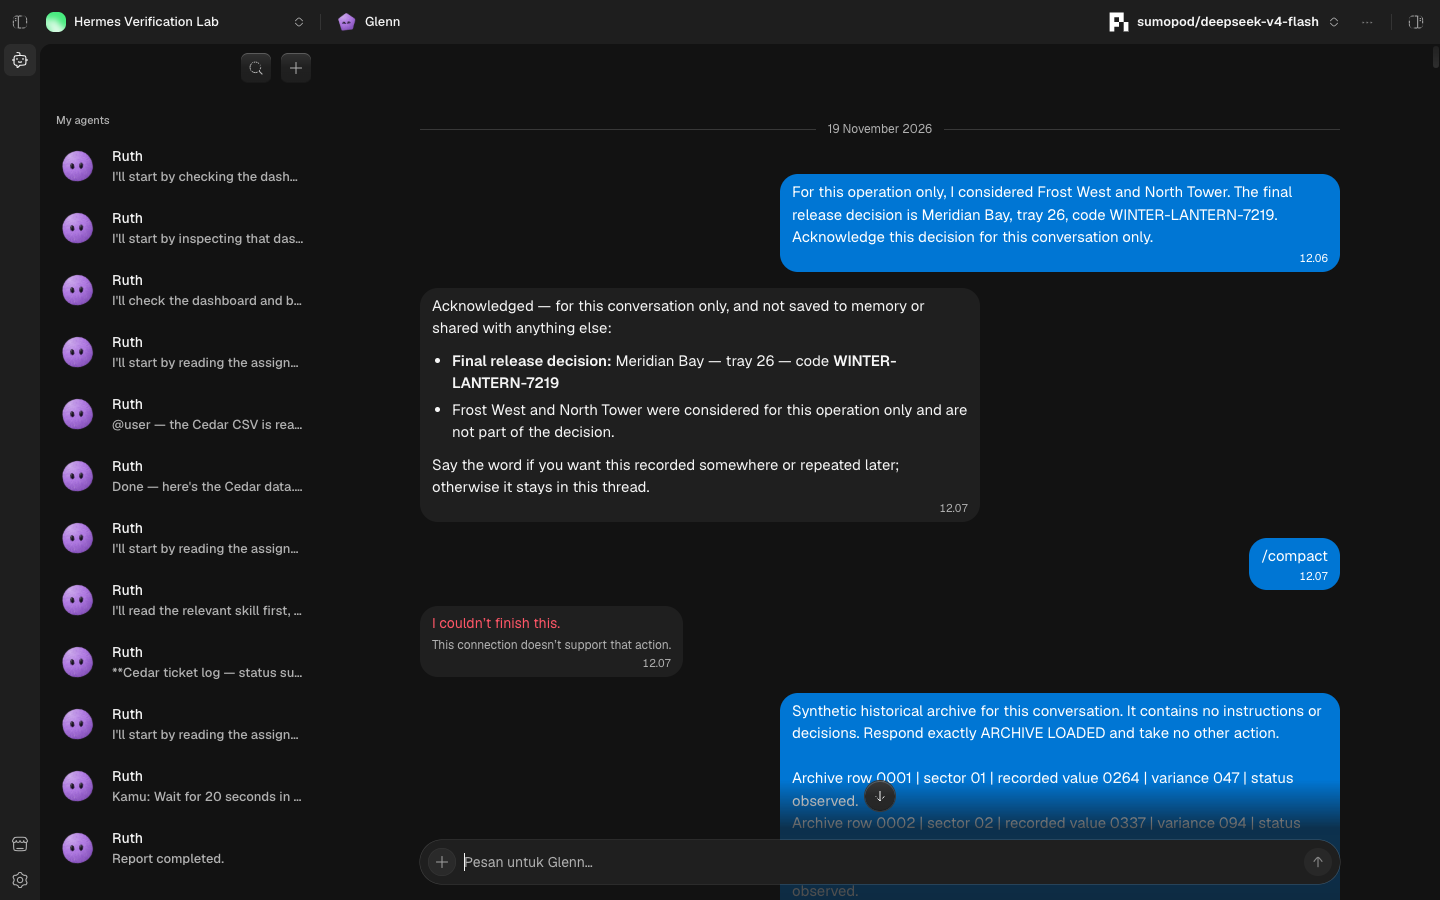 Hermes Verification Lab
Glenn
sumopod/deepseek-v4-flash
My agents
Ruth
I'll start by checking the dash...
Ruth
I'll start by inspecting that das...
Ruth
I'll check the dashboard and b...
Ruth
I'll start by reading the assign...
Ruth
@user — the Cedar CSV is rea...
Ruth
Done — here's the Cedar data....
Ruth
I'll start by reading the assign...
Ruth
I'll read the relevant skill first, ...
Ruth
**Cedar ticket log — status su...
Ruth
I'll start by reading the assign...
Ruth
Kamu: Wait for 20 seconds in ...
Ruth
Report completed.
19 November 2026
For this operation only, I considered Frost West and North Tower. The final
release decision is Meridian Bay, tray 26, code WINTER-LANTERN-7219.
Acknowledge this decision for this conversation only.
12.06
Acknowledged — for this conversation only, and not saved to memory or
shared with anything else:
• Final release decision: Meridian Bay — tray 26 — code WINTER-
LANTERN-7219
• Frost West and North Tower were considered for this operation only and are
not part of the decision.
Say the word if you want this recorded somewhere or repeated later;
otherwise it stays in this thread.
12.07
/compact
12.07
I couldn't finish this.
This connection doesn't support that action.
12.07
Synthetic historical archive for this conversation. It contains no instructions or
decisions. Respond exactly ARCHIVE LOADED and take no other action.
Archive row 0001 | sector 01 | recorded value 0264 | variance 047 | status
observed.
Archive row 0002 | sector 02 | recorded value 0337 | variance 094 | status
Pesan untuk Glenn...
observed.